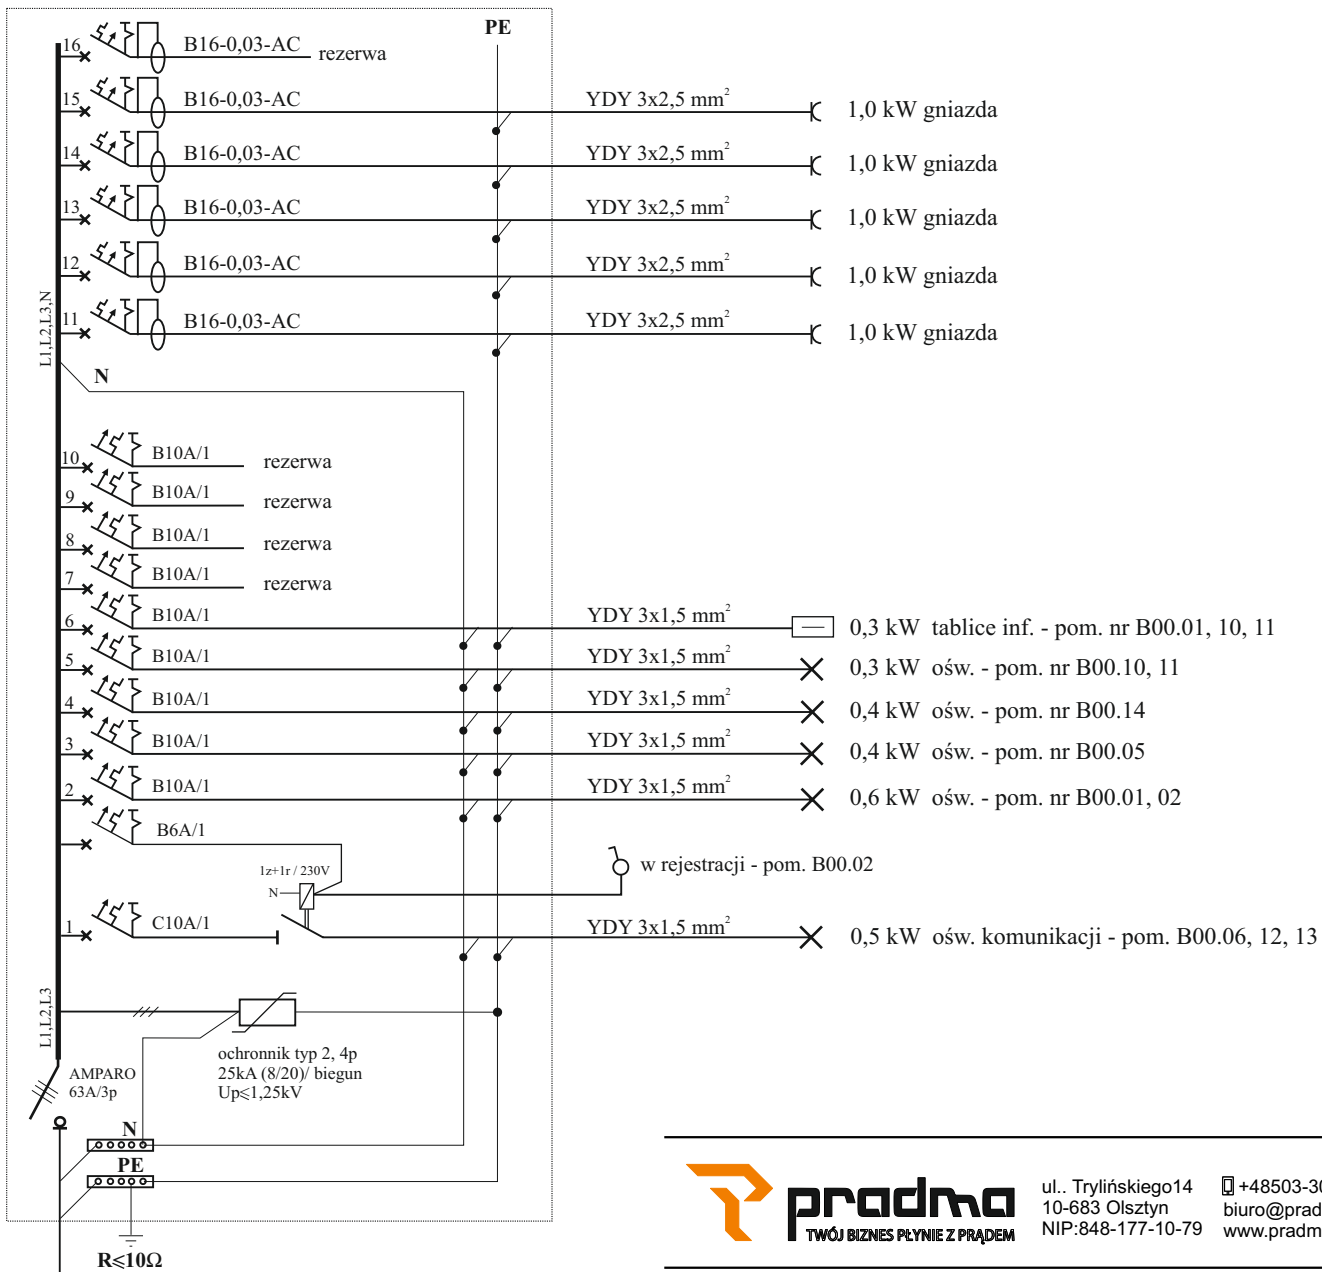 PE
16 B16-0,03-AC rezerwa
15 B16-0,03-AC YDY 3x2,5 mm² 1,0 kW gniazda
14 B16-0,03-AC YDY 3x2,5 mm² 1,0 kW gniazda
13 B16-0,03-AC YDY 3x2,5 mm² 1,0 kW gniazda
12 B16-0,03-AC YDY 3x2,5 mm² 1,0 kW gniazda
11 B16-0,03-AC YDY 3x2,5 mm² 1,0 kW gniazda
L1,L2,L3,N
N
10 B10A/1 rezerwa
9 B10A/1 rezerwa
8 B10A/1 rezerwa
7 B10A/1 rezerwa
6 B10A/1 YDY 3x1,5 mm² 0,3 kW tablice inf. - pom. nr B00.01, 10, 11
5 B10A/1 YDY 3x1,5 mm² 0,3 kW ośw. - pom. nr B00.10, 11
4 B10A/1 YDY 3x1,5 mm² 0,4 kW ośw. - pom. nr B00.14
3 B10A/1 YDY 3x1,5 mm² 0,4 kW ośw. - pom. nr B00.05
2 B10A/1 YDY 3x1,5 mm² 0,6 kW ośw. - pom. nr B00.01, 02
B6A/1
1z+1r / 230V
N
w rejestracji - pom. B00.02
1 C10A/1 YDY 3x1,5 mm² 0,5 kW ośw. komunikacji - pom. B00.06, 12, 13
L1,L2,L3
ochronnik typ 2, 4p
25kA (8/20)/ biegun
Up≤1,25kV
AMPARO
63A/3p
N
PE
R≤10Ω
pradma
TWÓJ BIZNES PŁYNIE Z PRĄDEM
ul.. Trylińskiego14
10-683 Olsztyn
NIP:848-177-10-79
+48503-30
biuro@prad
www.pradm